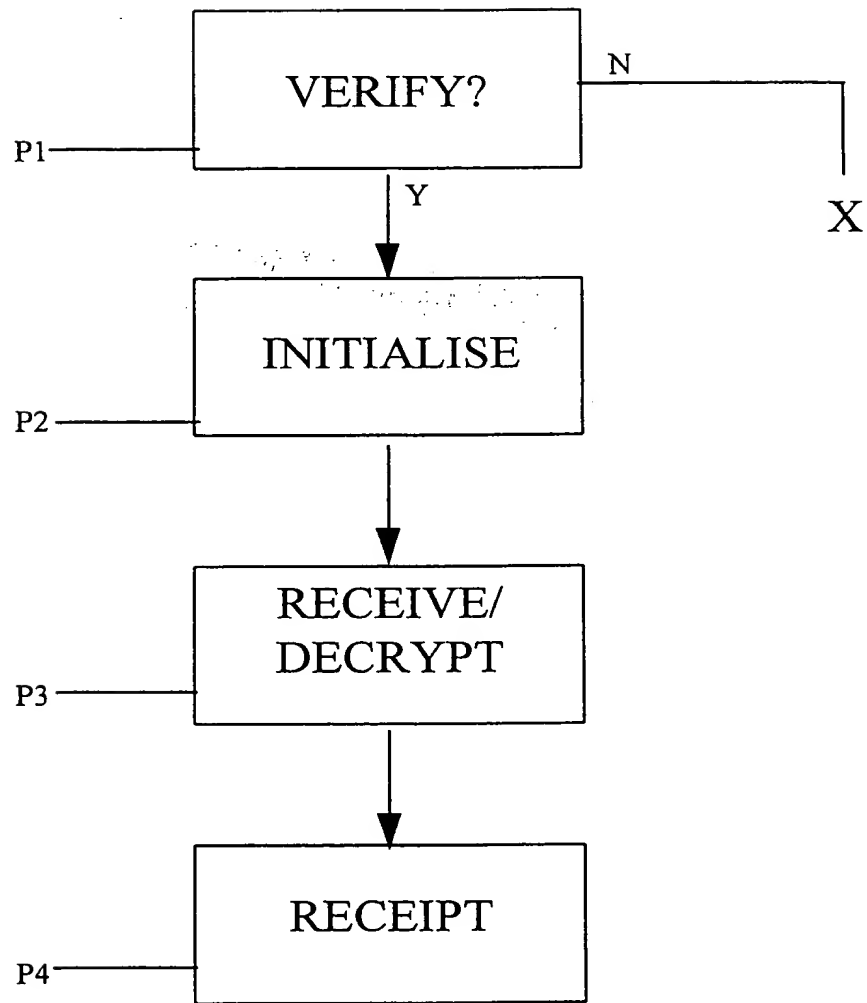 VERIFY?
N
P1
Y
X
INITIALISE
P2
RECEIVE/
DECRYPT
P3
RECEIPT
P4